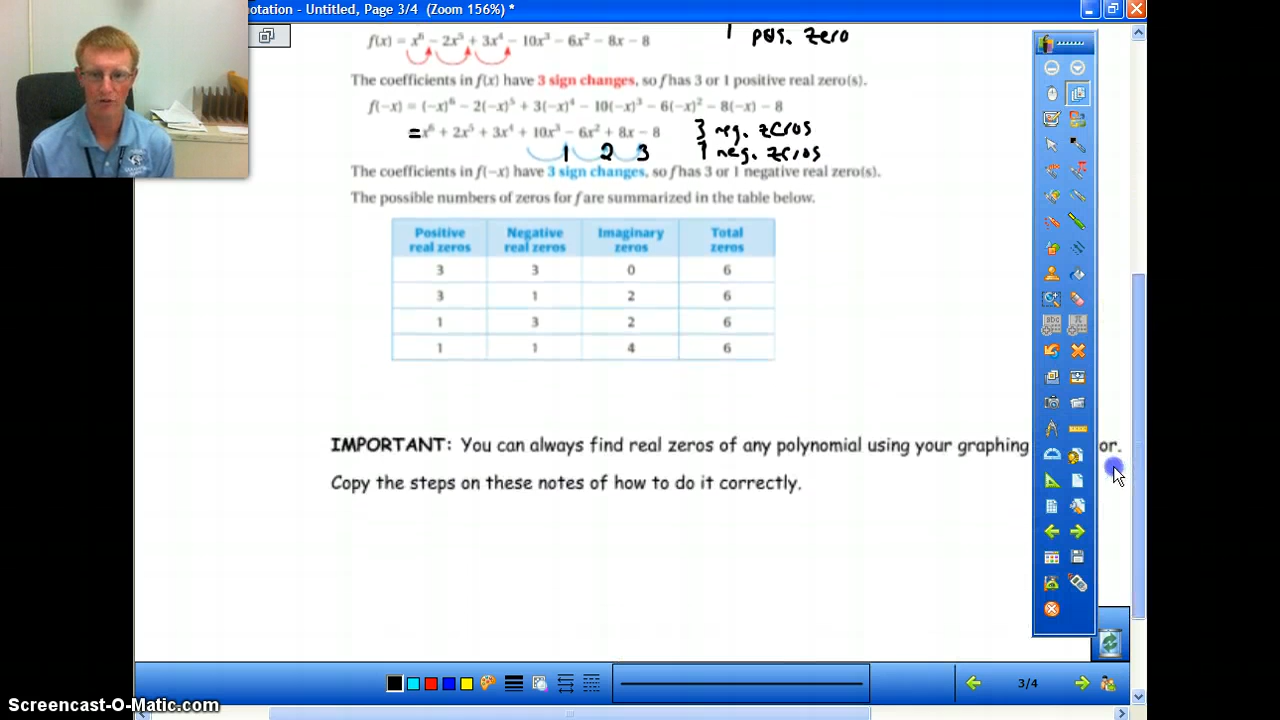 otation - Untitled, Page 3/4 (Zoom 156%) *
1 pos. zero
f(x) = x⁶ − 2x⁵ + 3x⁴ − 10x³ − 6x² − 8x − 8
The coefficients in f(x) have 3 sign changes, so f has 3 or 1 positive real zero(s).
f(−x) = (−x)⁶ − 2(−x)⁵ + 3(−x)⁴ − 10(−x)³ − 6(−x)² − 8(−x) − 8
= x⁶ + 2x⁵ + 3x⁴ + 10x³ − 6x² + 8x − 8 3 neg. zeros
1 2 3 1 neg. zeros
The coefficients in f(−x) have 3 sign changes, so f has 3 or 1 negative real zero(s).
The possible numbers of zeros for f are summarized in the table below.
Positive real zeros Negative real zeros Imaginary zeros Total zeros
3 3 0 6
3 1 2 6
1 3 2 6
1 1 4 6
IMPORTANT: You can always find real zeros of any polynomial using your graphing or.
Copy the steps on these notes of how to do it correctly.
3/4
Screencast-O-Matic.com